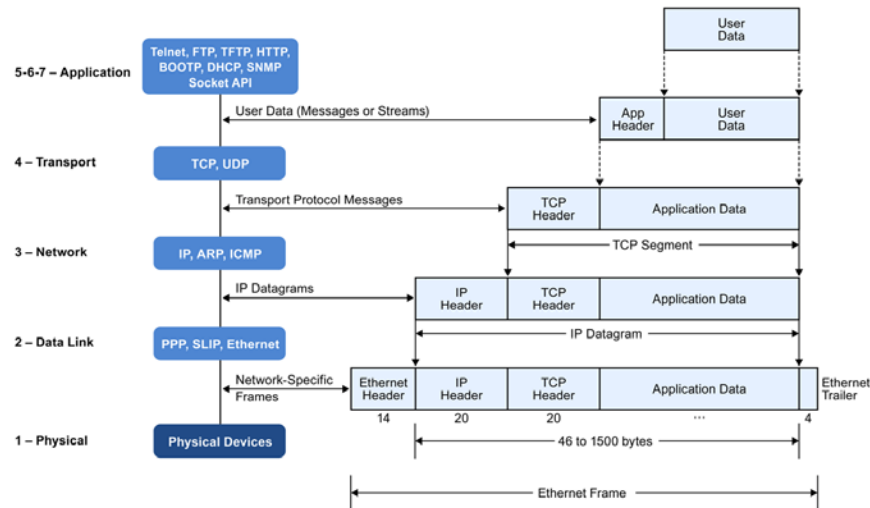 User
Data
Telnet, FTP, TFTP, HTTP,
BOOTP, DHCP, SNMP
Socket API
5-6-7 – Application
User Data (Messages or Streams)
App
Header
User
Data
4 – Transport
TCP, UDP
Transport Protocol Messages
TCP
Header
Application Data
TCP Segment
3 – Network
IP, ARP, ICMP
IP Datagrams
IP
Header
TCP
Header
Application Data
IP Datagram
2 – Data Link
PPP, SLIP, Ethernet
Network-Specific
Frames
Ethernet
Header
IP
Header
TCP
Header
Application Data
Ethernet
Trailer
14
20
20
...
4
1 – Physical
Physical Devices
46 to 1500 bytes
Ethernet Frame